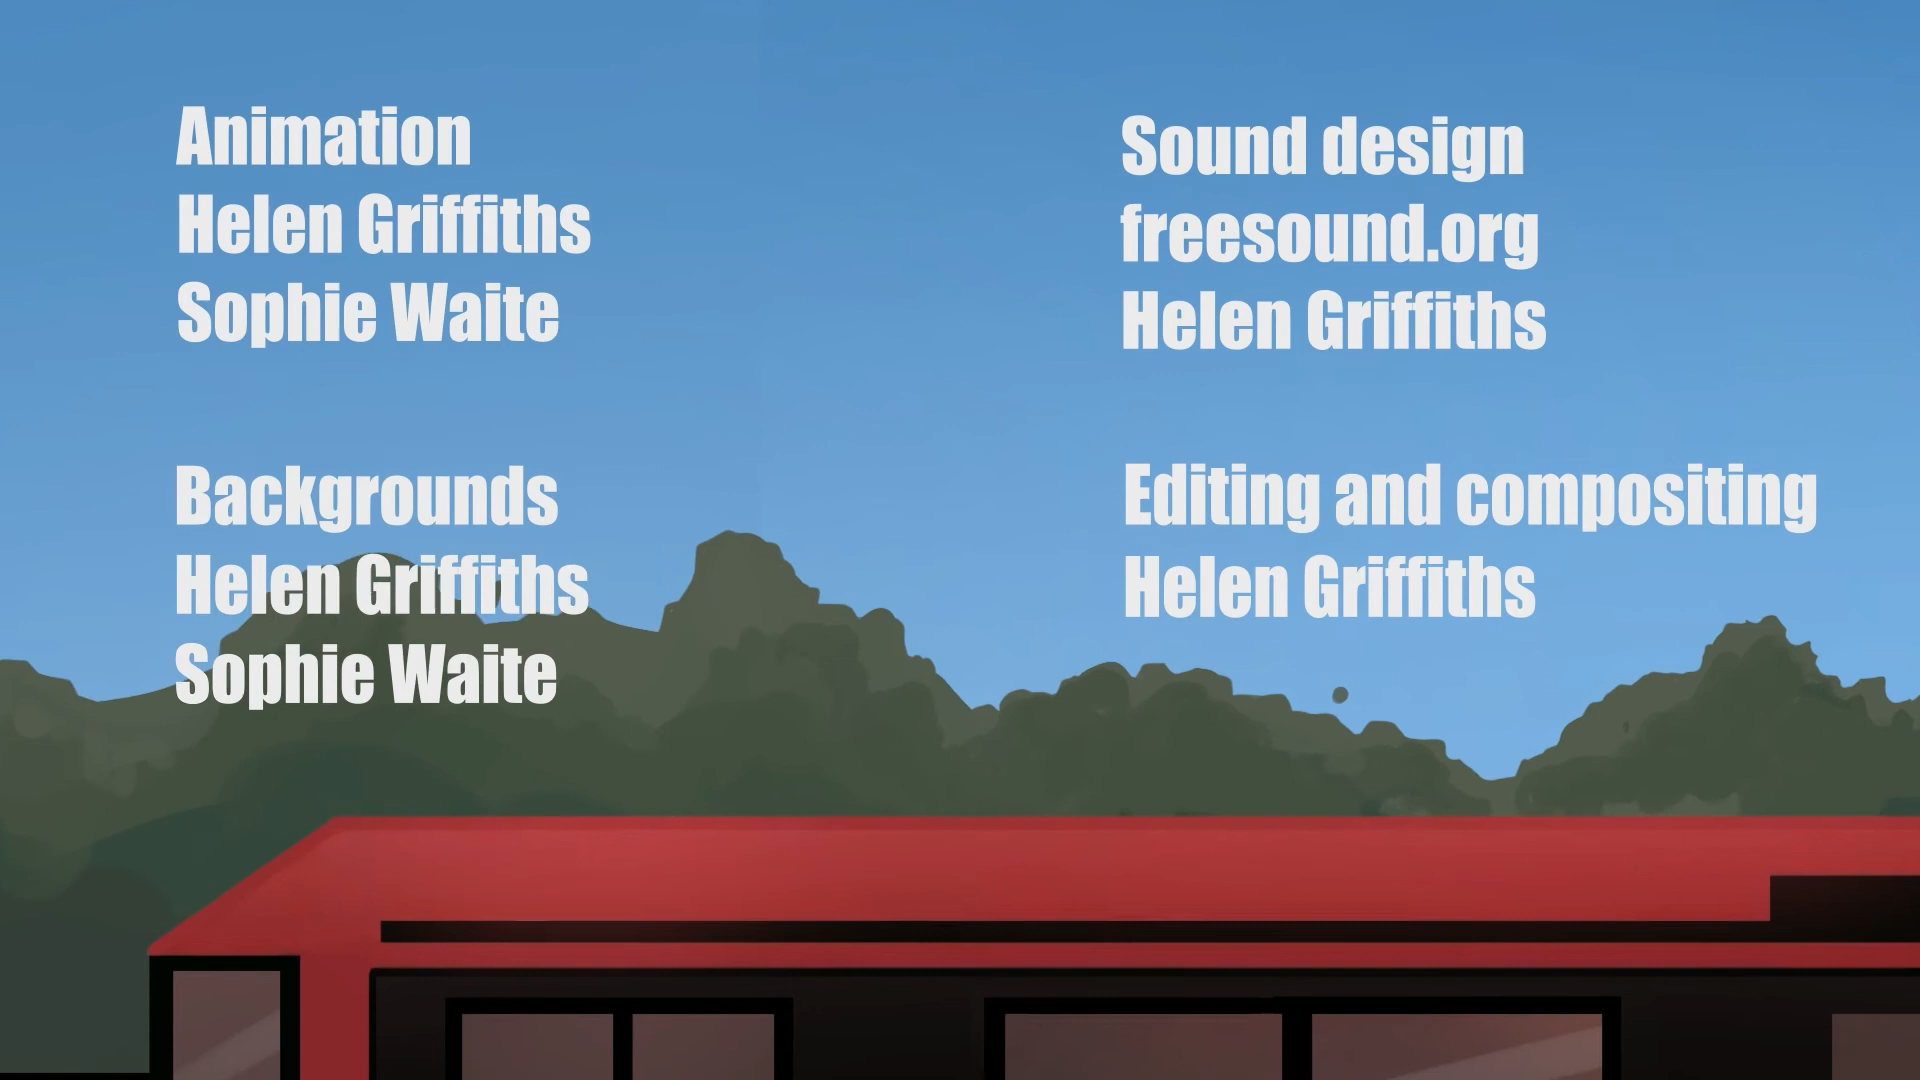 Animation
Helen Griffiths
Sophie Waite
Backgrounds
Helen Griffiths
Sophie Waite
Sound design
freesound.org
Helen Griffiths
Editing and compositing
Helen Griffiths